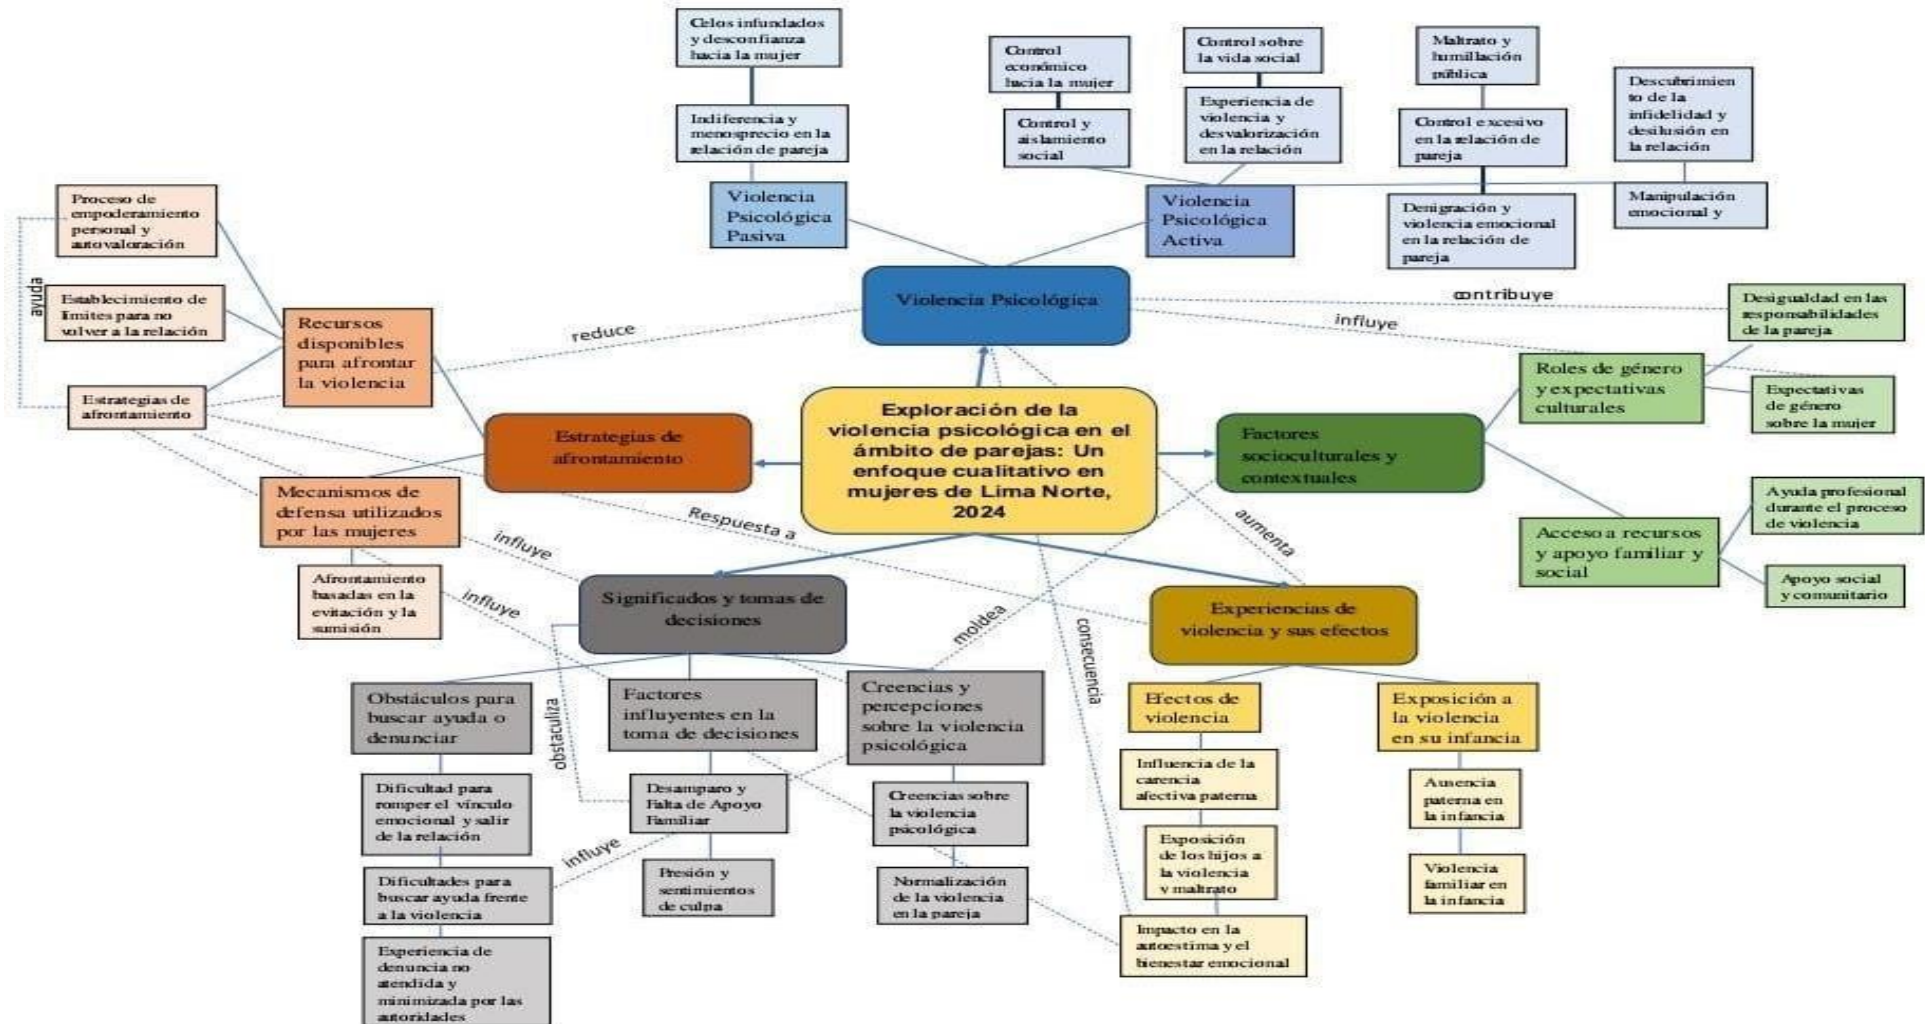 Celos infundados
y desconfianza
hacia la mujer
Indiferencia y
menosprecio en la
relación de pareja
Violencia
Psicológica
Pasiva
Control
económico
hacia la mujer
Control y
aislamiento
social
Control sobre
la vida social
Experiencia de
violencia y
desvalorización
en la relación
Violencia
Psicológica
Activa
Maltrato y
humillación
pública
Control excesivo
en la relación de
pareja
Denigración y
violencia emocional
en la relación de
pareja
Descubrimien
to de la
infidelidad y
desilusión en
la relación
Manipulación
emocional y
Violencia Psicológica
Proceso de
empoderamiento
personal y
autovaloración
ayuda
Establecimiento de
límites para no
volver a la relación
Estrategias de
afrontamiento
Recursos
disponibles
para afrontar
la violencia
reduce
contribuye
influye
Desigualdad en las
responsabilidades
de la pareja
Roles de género
y expectativas
culturales
Expectativas
de género
sobre la mujer
Exploración de la
violencia psicológica en el
ámbito de parejas: Un
enfoque cualitativo en
mujeres de Lima Norte,
2024
Estrategias de
afrontamiento
Factores
socioculturales y
contextuales
Mecanismos de
defensa utilizados
por las mujeres
Afrontamiento
basadas en la
evitación y la
sumisión
Respuesta a
influye
influye
aumenta
Acceso a recursos
y apoyo familiar y
social
Ayuda profesional
durante el proceso
de violencia
Apoyo social
y comunitario
Significados y tomas de
decisiones
moldea
consecuencia
Experiencias de
violencia y sus efectos
Obstáculos para
buscar ayuda o
denunciar
obstaculiza
Factores
influyentes en la
toma de decisiones
Creencias y
percepciones
sobre la violencia
psicológica
Efectos de
violencia
Exposición a
la violencia
en su infancia
Dificultad para
romper el vínculo
emocional y salir
de la relación
Desamparo y
Falta de Apoyo
Familiar
Creencias sobre
la violencia
psicológica
Influencia de la
carencia
afectiva paterna
Ausencia
paterna en
la infancia
influye
Dificultades para
buscar ayuda frente
a la violencia
Presión y
sentimientos
de culpa
Normalización
de la violencia
en la pareja
Exposición
de los hijos a
la violencia
y maltrato
Violencia
familiar en
la infancia
Experiencia de
denuncia no
atendida y
minimizada por las
autoridades
Impacto en la
autoestima y el
bienestar emocional